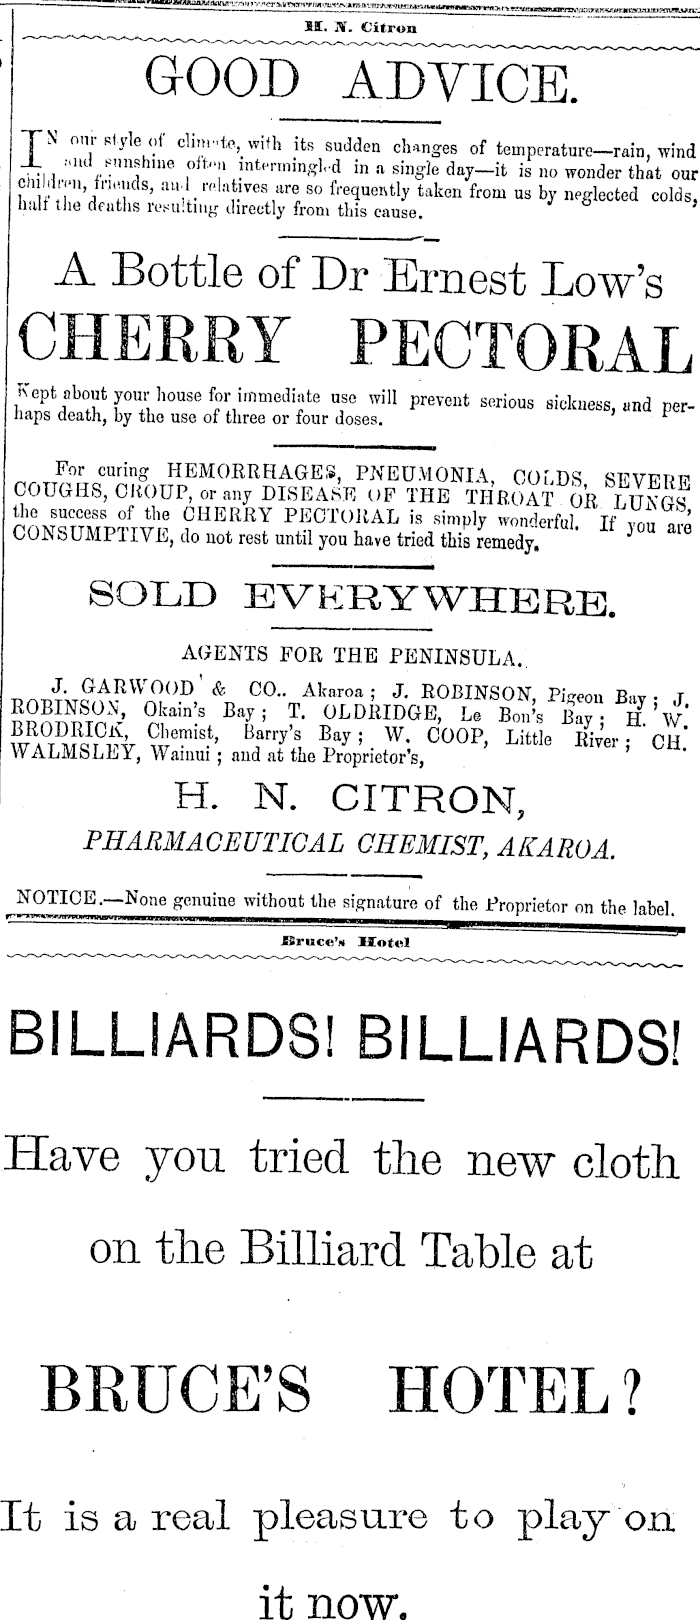 H. N. Citron
GOOD ADVICE.
IN our style of climate, with its sudden changes of temperature—rain, wind
and sunshine often intermingled in a single day—it is no wonder that our
children, friends, and relatives are so frequently taken from us by neglected colds,
half the deaths resulting directly from this cause.
A Bottle of Dr Ernest Low's
CHERRY PECTORAL
Kept about your house for immediate use will prevent serious sickness, and per-
haps death, by the use of three or four doses.
For curing HEMORRHAGES, PNEUMONIA, COLDS, SEVERE
COUGHS, CROUP, or any DISEASE OF THE THROAT OR LUNGS,
the success of the CHERRY PECTORAL is simply wonderful. If you are
CONSUMPTIVE, do not rest until you have tried this remedy.
SOLD EVERYWHERE.
AGENTS FOR THE PENINSULA.
J. GARWOOD & CO.. Akaroa; J. ROBINSON, Pigeon Bay; J.
ROBINSON, Okain's Bay; T. OLDRIDGE, Le Bon's Bay; H. W.
BRODRICK, Chemist, Barry's Bay; W. COOP, Little River; CH.
WALMSLEY, Wainui; and at the Proprietor's,
H. N. CITRON,
PHARMACEUTICAL CHEMIST, AKAROA.
NOTICE.—None genuine without the signature of the Proprietor on the label.
Bruce's Hotel
BILLIARDS! BILLIARDS!
Have you tried the new cloth
on the Billiard Table at
BRUCE'S HOTEL?
It is a real pleasure to play on
it now.